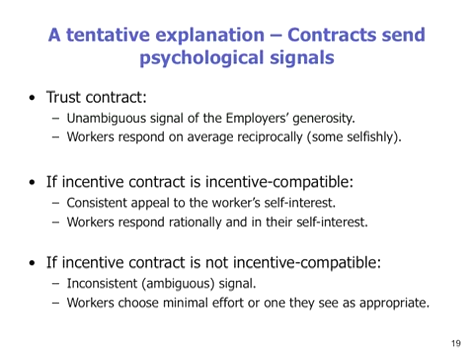 A tentative explanation – Contracts send
psychological signals
• Trust contract:
– Unambiguous signal of the Employers' generosity.
– Workers respond on average reciprocally (some selfishly).
• If incentive contract is incentive-compatible:
– Consistent appeal to the worker's self-interest.
– Workers respond rationally and in their self-interest.
• If incentive contract is not incentive-compatible:
– Inconsistent (ambiguous) signal.
– Workers choose minimal effort or one they see as appropriate.
19